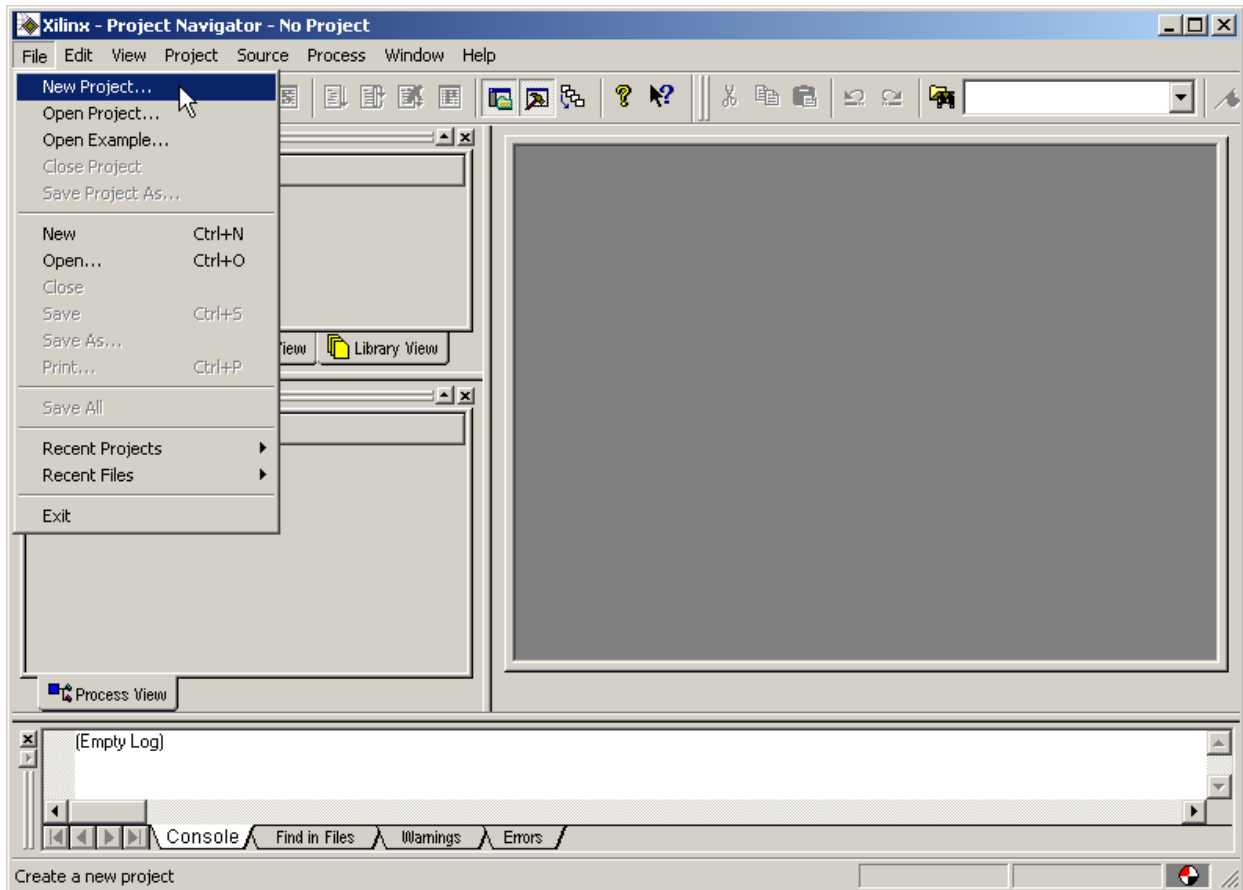 Xilinx - Project Navigator - No Project
File Edit View Project Source Process Window Help
New Project...
Open Project...
Open Example...
Close Project
Save Project As...
New Ctrl+N
Open... Ctrl+O
Close
Save Ctrl+S
Save As...
Print... Ctrl+P
Save All
Recent Projects
Recent Files
Exit
Library View
Process View
(Empty Log)
Console Find in Files Warnings Errors
Create a new project